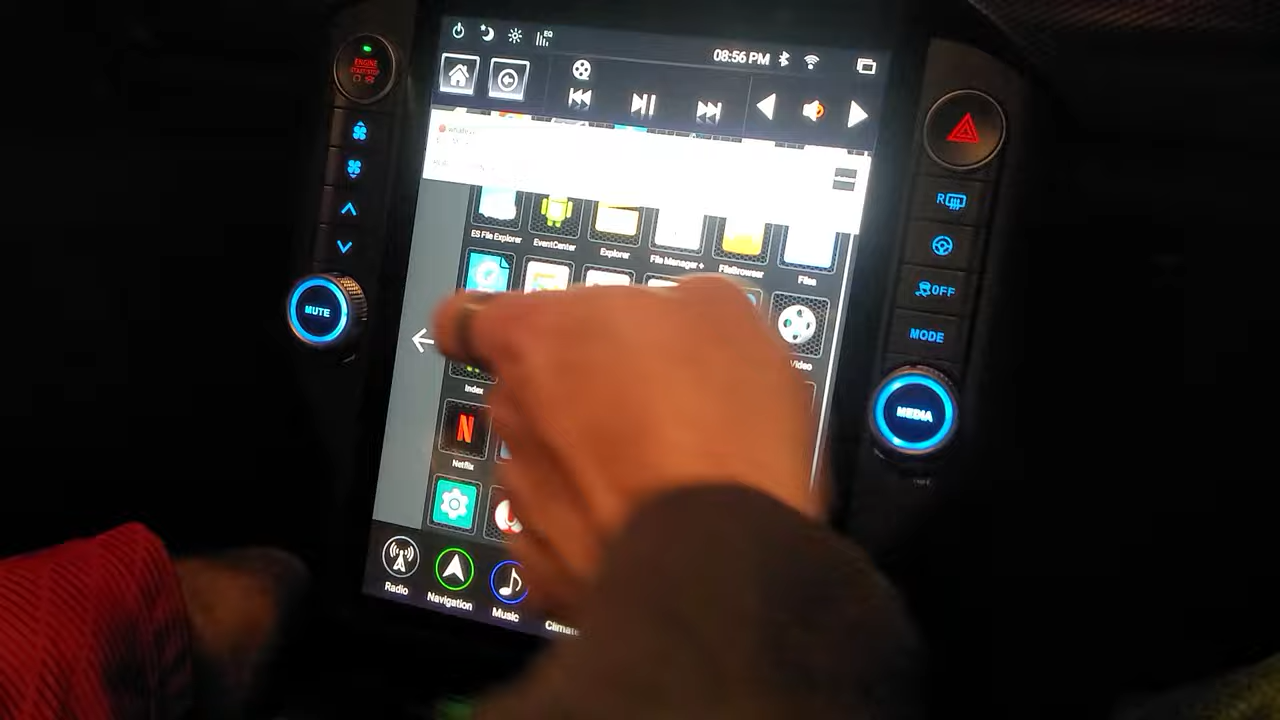 EQ
08:56 PM
ENGINE
START/STOP
ES File Explorer
EventCenter
Explorer
File Manager +
FileBrowser
Files
R
OFF
MUTE
MODE
Video
Index
MEDIA
N
Netflix
Radio
Navigation
Music
Climate